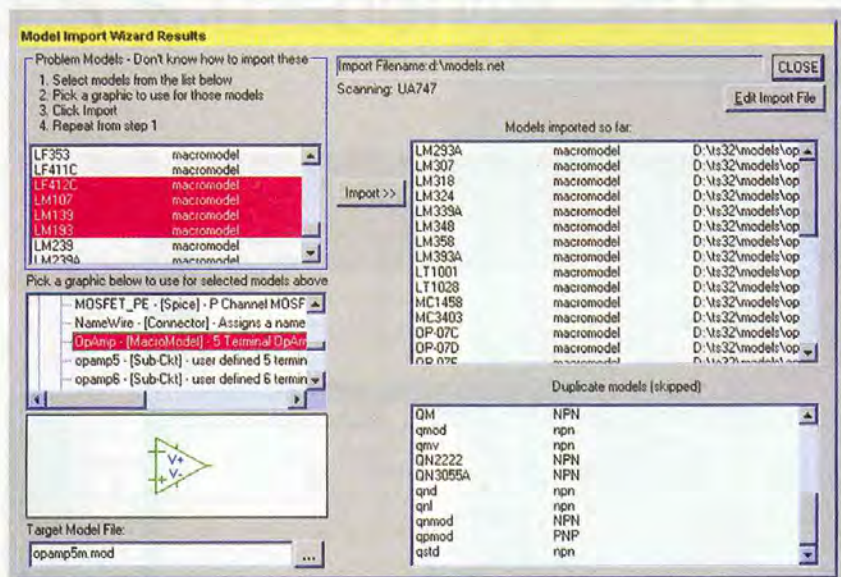 Model Import Wizard Results
Problem Models - Don't know how to import these
1. Select models from the list below
2. Pick a graphic to use for those models
3. Click Import
4. Repeat from step 1
LF353 macromodel
LF411C macromodel
LF412C macromodel
LM107 macromodel
LM139 macromodel
LM193 macromodel
LM239 macromodel
LM239A macromodel
Pick a graphic below to use for selected models above
MOSFET_PE - [Spice] - P Channel MOSF
NameWire - [Connector] - Assigns a name
OpAmp - [MacroModel] - 5 Terminal OpAm
opamp5 - [Sub-Ckt] - user defined 5 termin
opamp6 - [Sub-Ckt] - user defined 6 termin
V+
V-
Target Model File:
opamp5m.mod
...
Import Filename:d:\models.net
CLOSE
Scanning: UA747
Edit Import File
Import >>
Models imported so far:
LM293A macromodel D:\ts32\models\op
LM307 macromodel D:\ts32\models\op
LM318 macromodel D:\ts32\models\op
LM324 macromodel D:\ts32\models\op
LM339A macromodel D:\ts32\models\op
LM348 macromodel D:\ts32\models\op
LM358 macromodel D:\ts32\models\op
LM393A macromodel D:\ts32\models\op
LT1001 macromodel D:\ts32\models\op
LT1028 macromodel D:\ts32\models\op
MC1458 macromodel D:\ts32\models\op
MC3403 macromodel D:\ts32\models\op
OP-07C macromodel D:\ts32\models\op
OP-07D macromodel D:\ts32\models\op
OP-07E macromodel D:\ts32\models\op
Duplicate models (skipped)
QM NPN
qmod npn
qmv npn
QN2222 NPN
QN3055A NPN
qnd npn
qnl npn
qnmod NPN
qpmod PNP
qstd npn